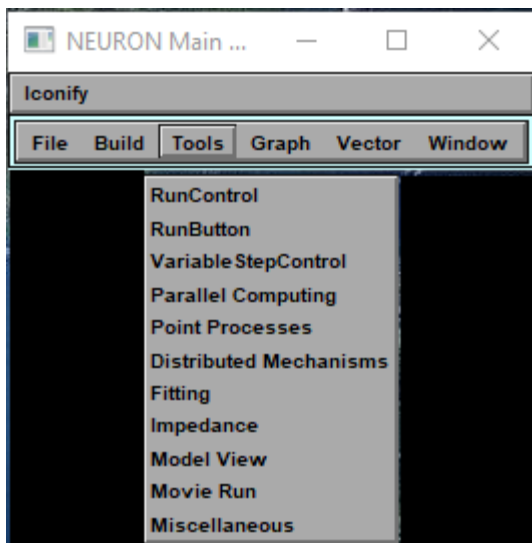 NEURON Main ...
Iconify
File Build Tools Graph Vector Window
RunControl
RunButton
VariableStepControl
Parallel Computing
Point Processes
Distributed Mechanisms
Fitting
Impedance
Model View
Movie Run
Miscellaneous